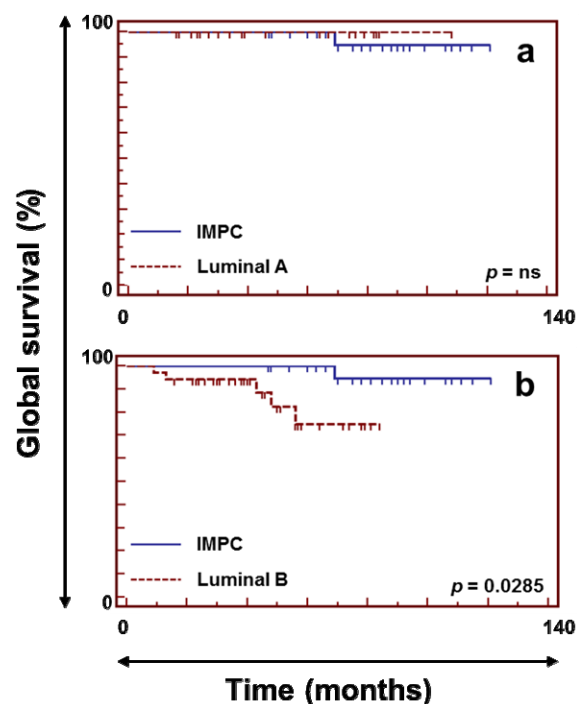 Global survival (%)
100
a
IMPC
Luminal A
p = ns
0
0
140
100
b
IMPC
Luminal B
p = 0.0285
0
0
140
Time (months)